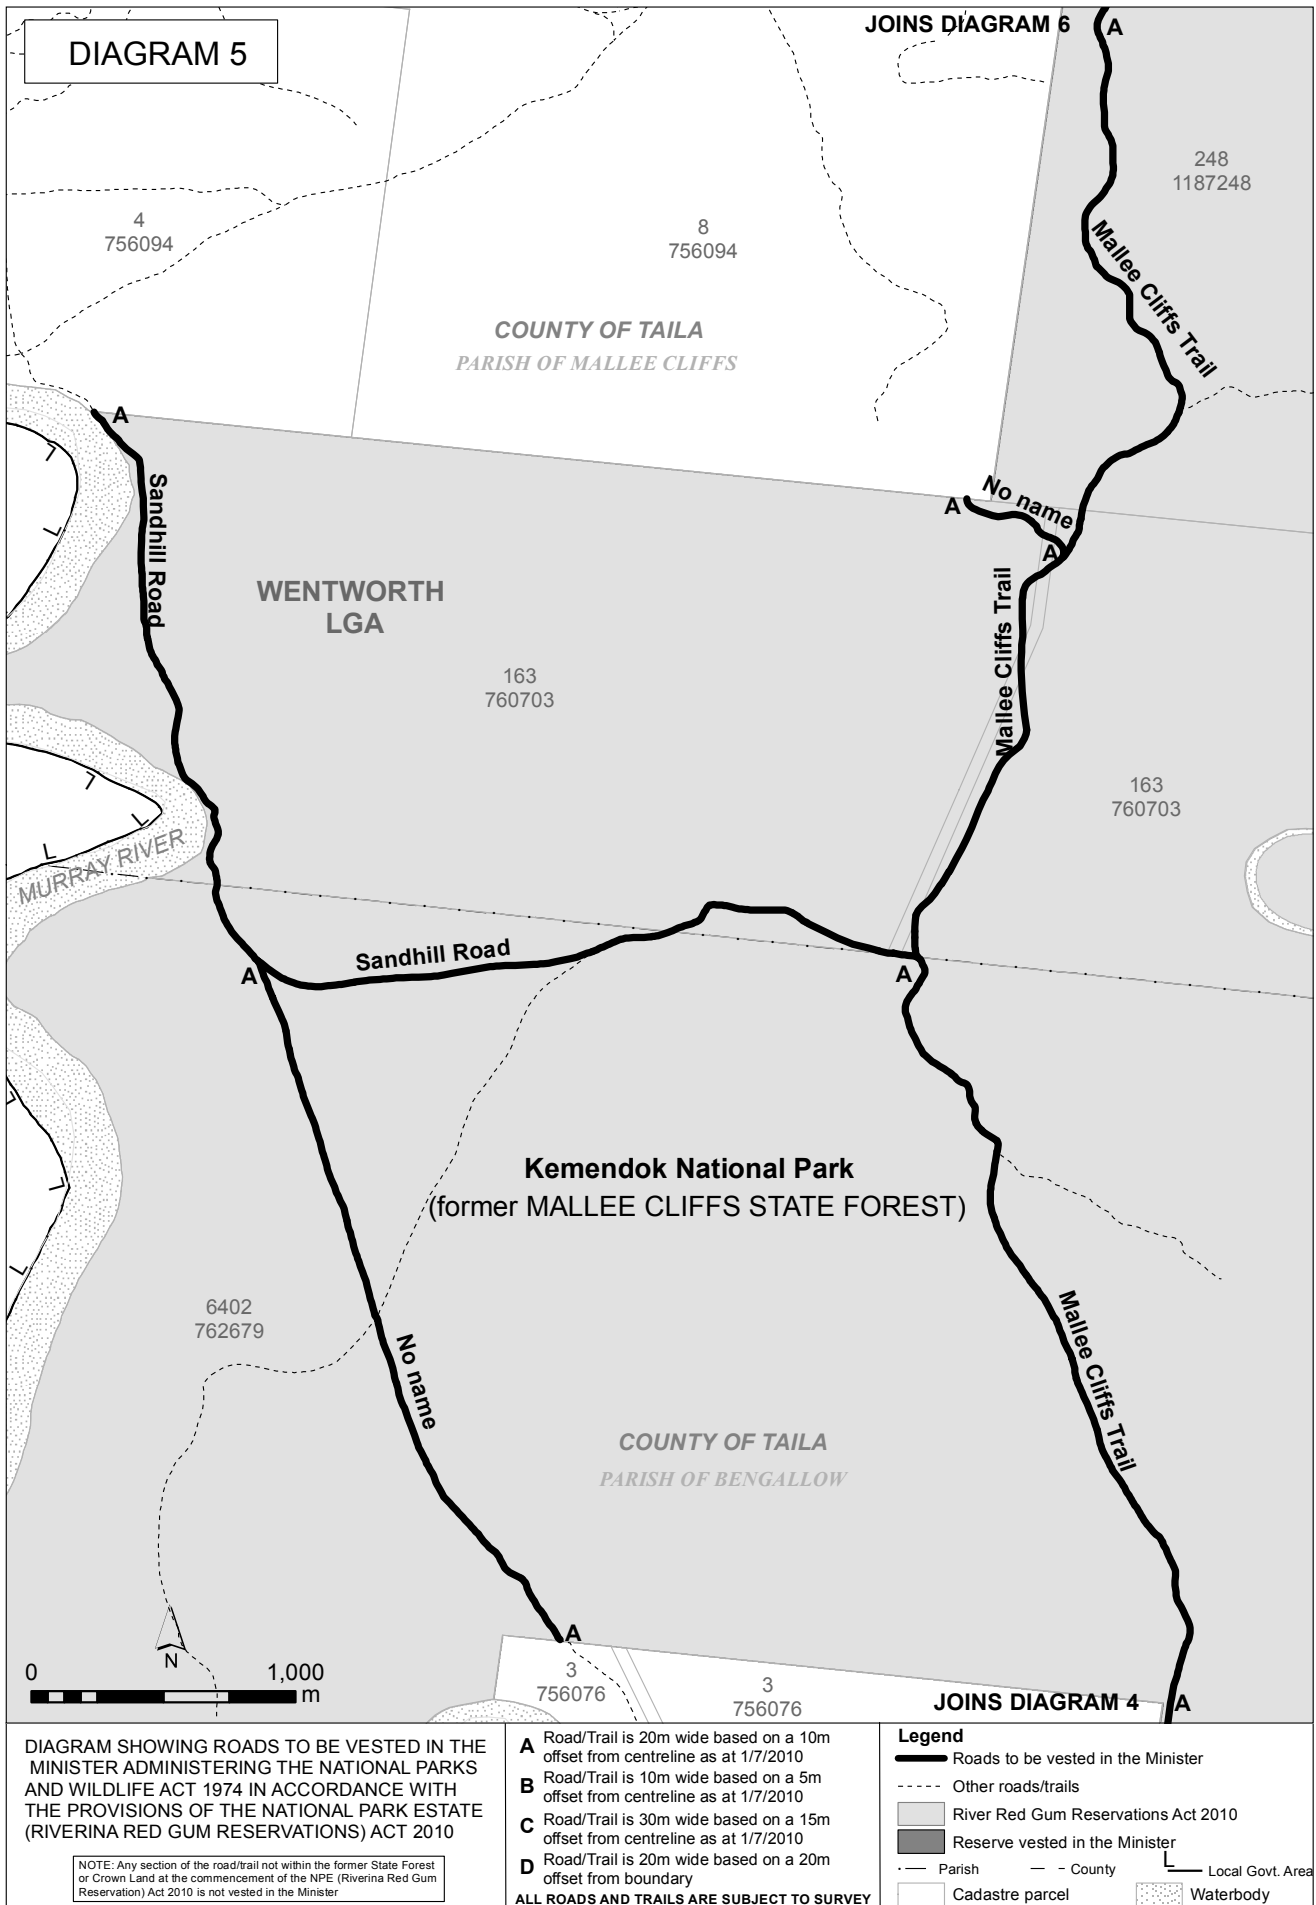 DIAGRAM 5
JOINS DIAGRAM 6
A
248
1187248
4
756094
8
756094
Mallee Cliffs Trail
COUNTY OF TAILA
PARISH OF MALLEE CLIFFS
A
L
L
Sandhill Road
No name
A
A
WENTWORTH
LGA
Mallee Cliffs Trail
163
760703
163
760703
L
L
L
MURRAY RIVER
Sandhill Road
A
A
L
L
L
Kemendok National Park
(former MALLEE CLIFFS STATE FOREST)
6402
762679
No name
Mallee Cliffs Trail
COUNTY OF TAILA
PARISH OF BENGALLOW
A
N
0 1,000
m
3
756076
3
756076
JOINS DIAGRAM 4
A
DIAGRAM SHOWING ROADS TO BE VESTED IN THE
MINISTER ADMINISTERING THE NATIONAL PARKS
AND WILDLIFE ACT 1974 IN ACCORDANCE WITH
THE PROVISIONS OF THE NATIONAL PARK ESTATE
(RIVERINA RED GUM RESERVATIONS) ACT 2010
NOTE: Any section of the road/trail not within the former State Forest
or Crown Land at the commencement of the NPE (Riverina Red Gum
Reservation) Act 2010 is not vested in the Minister
A Road/Trail is 20m wide based on a 10m
offset from centreline as at 1/7/2010
B Road/Trail is 10m wide based on a 5m
offset from centreline as at 1/7/2010
C Road/Trail is 30m wide based on a 15m
offset from centreline as at 1/7/2010
D Road/Trail is 20m wide based on a 20m
offset from boundary
ALL ROADS AND TRAILS ARE SUBJECT TO SURVEY
Legend
Roads to be vested in the Minister
Other roads/trails
River Red Gum Reservations Act 2010
Reserve vested in the Minister
Parish County L Local Govt. Area
Cadastre parcel Waterbody